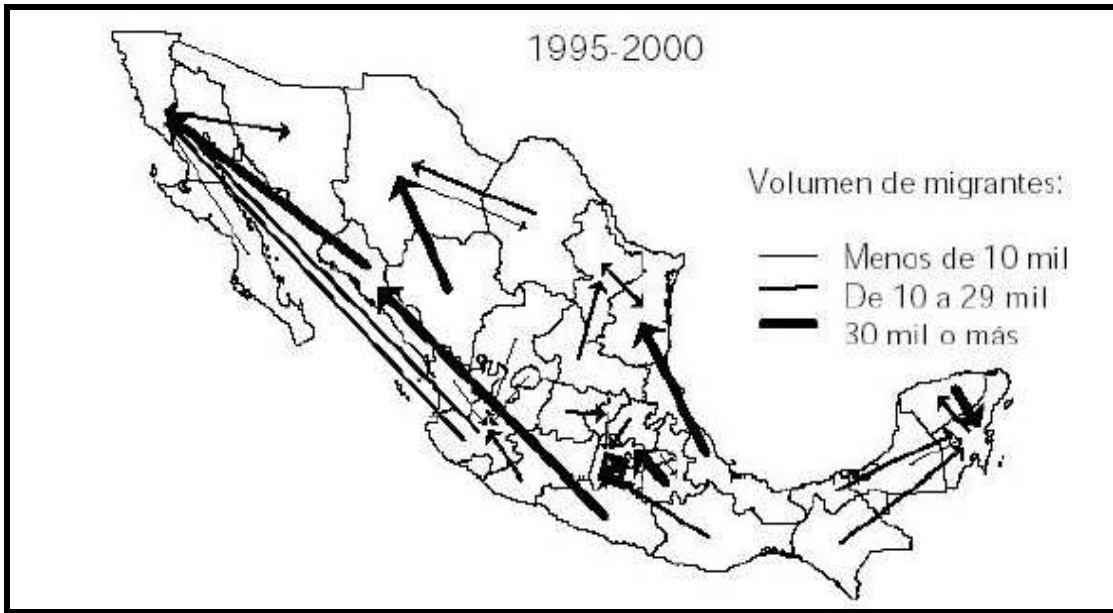 1995-2000
Volumen de migrantes:
Menos de 10 mil
De 10 a 29 mil
30 mil o más